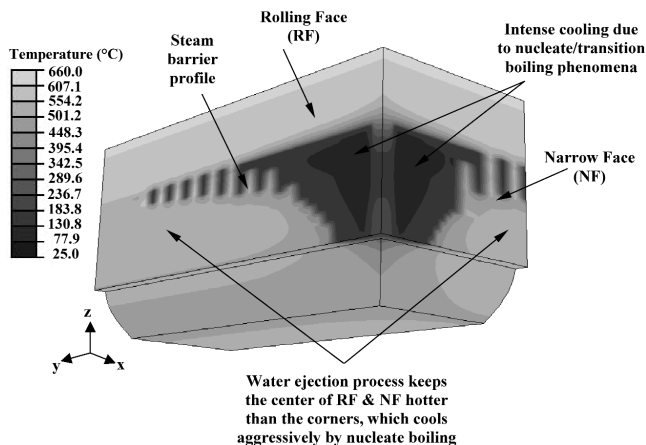 Rolling Face
(RF)
Intense cooling due
to nucleate/transition
boiling phenomena
Steam
barrier
profile
Temperature (°C)
660.0
607.1
554.2
501.2
448.3
395.4
342.5
289.6
236.7
183.8
130.8
77.9
25.0
Narrow Face
(NF)
z
y
x
Water ejection process keeps
the center of RF & NF hotter
than the corners, which cools
aggressively by nucleate boiling